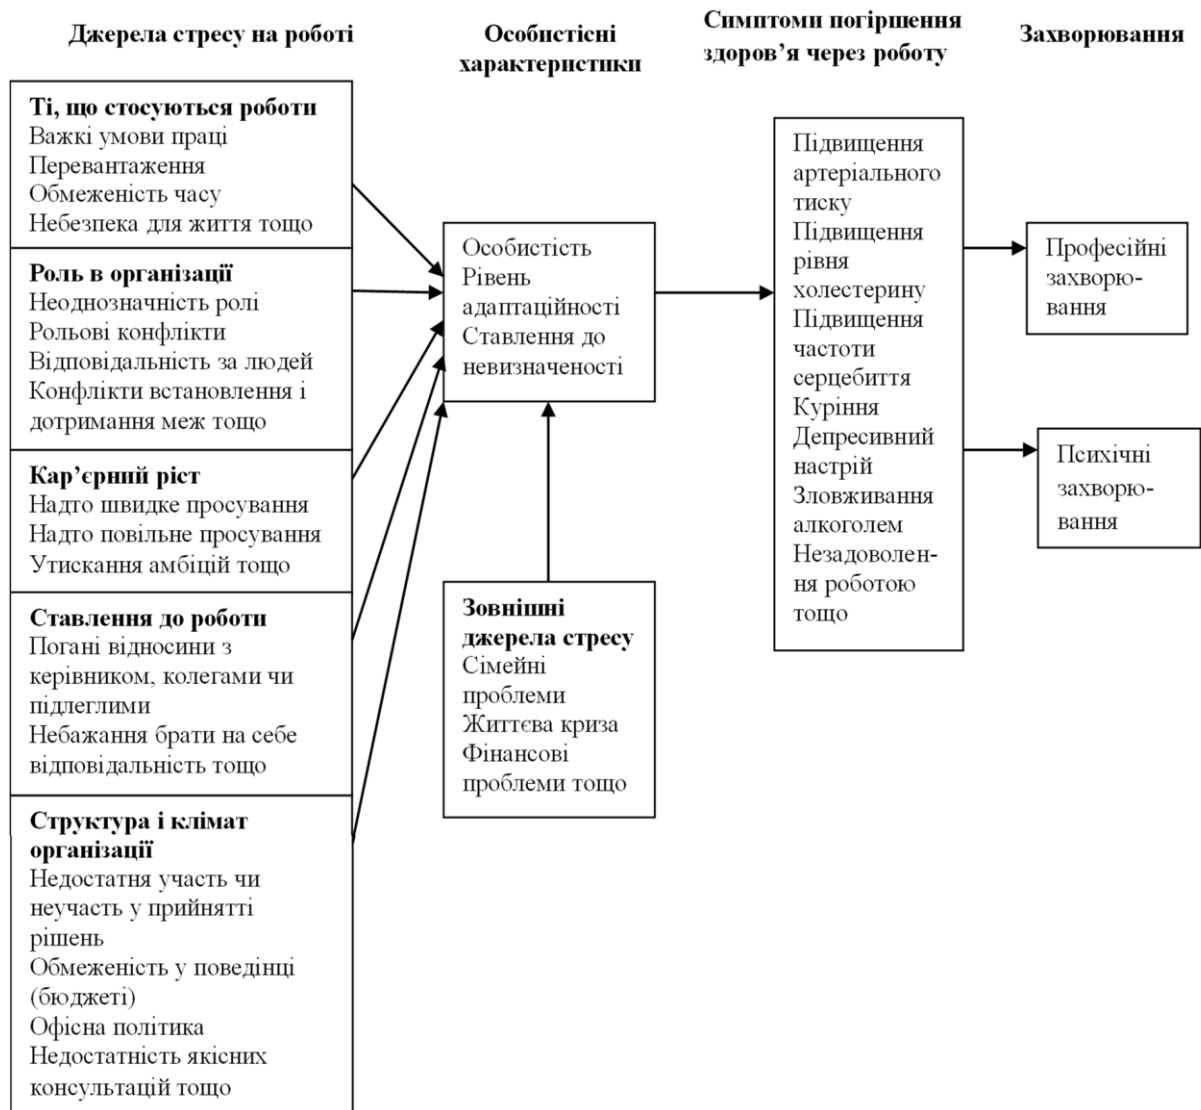 Джерела стресу на роботі
Особистісні
характеристики
Симптоми погіршення
здоров’я через роботу
Захворювання
Ті, що стосуються роботи
Важкі умови праці
Перевантаження
Обмеженість часу
Небезпека для життя тощо
Роль в організації
Неоднозначність ролі
Рольові конфлікти
Відповідальність за людей
Конфлікти встановлення і
дотримання меж тощо
Кар’єрний ріст
Надто швидке просування
Надто повільне просування
Утискання амбіцій тощо
Ставлення до роботи
Погані відносини з
керівником, колегами чи
підлеглими
Небажання брати на себе
відповідальність тощо
Структура і клімат
організації
Недостатня участь чи
неучасть у прийнятті
рішень
Обмеженість у поведінці
(бюджеті)
Офісна політика
Недостатність якісних
консультацій тощо
Особистість
Рівень
адаптаційності
Ставлення до
невизначеності
Зовнішні
джерела стресу
Сімейні
проблеми
Життєва криза
Фінансові
проблеми тощо
Підвищення
артеріального
тиску
Підвищення
рівня
холестерину
Підвищення
частоти
серцебиття
Куріння
Депресивний
настрій
Зловживання
алкоголем
Незадоволен-
ня роботою
тощо
Професійні
захворю-
вання
Психічні
захворю-
вання